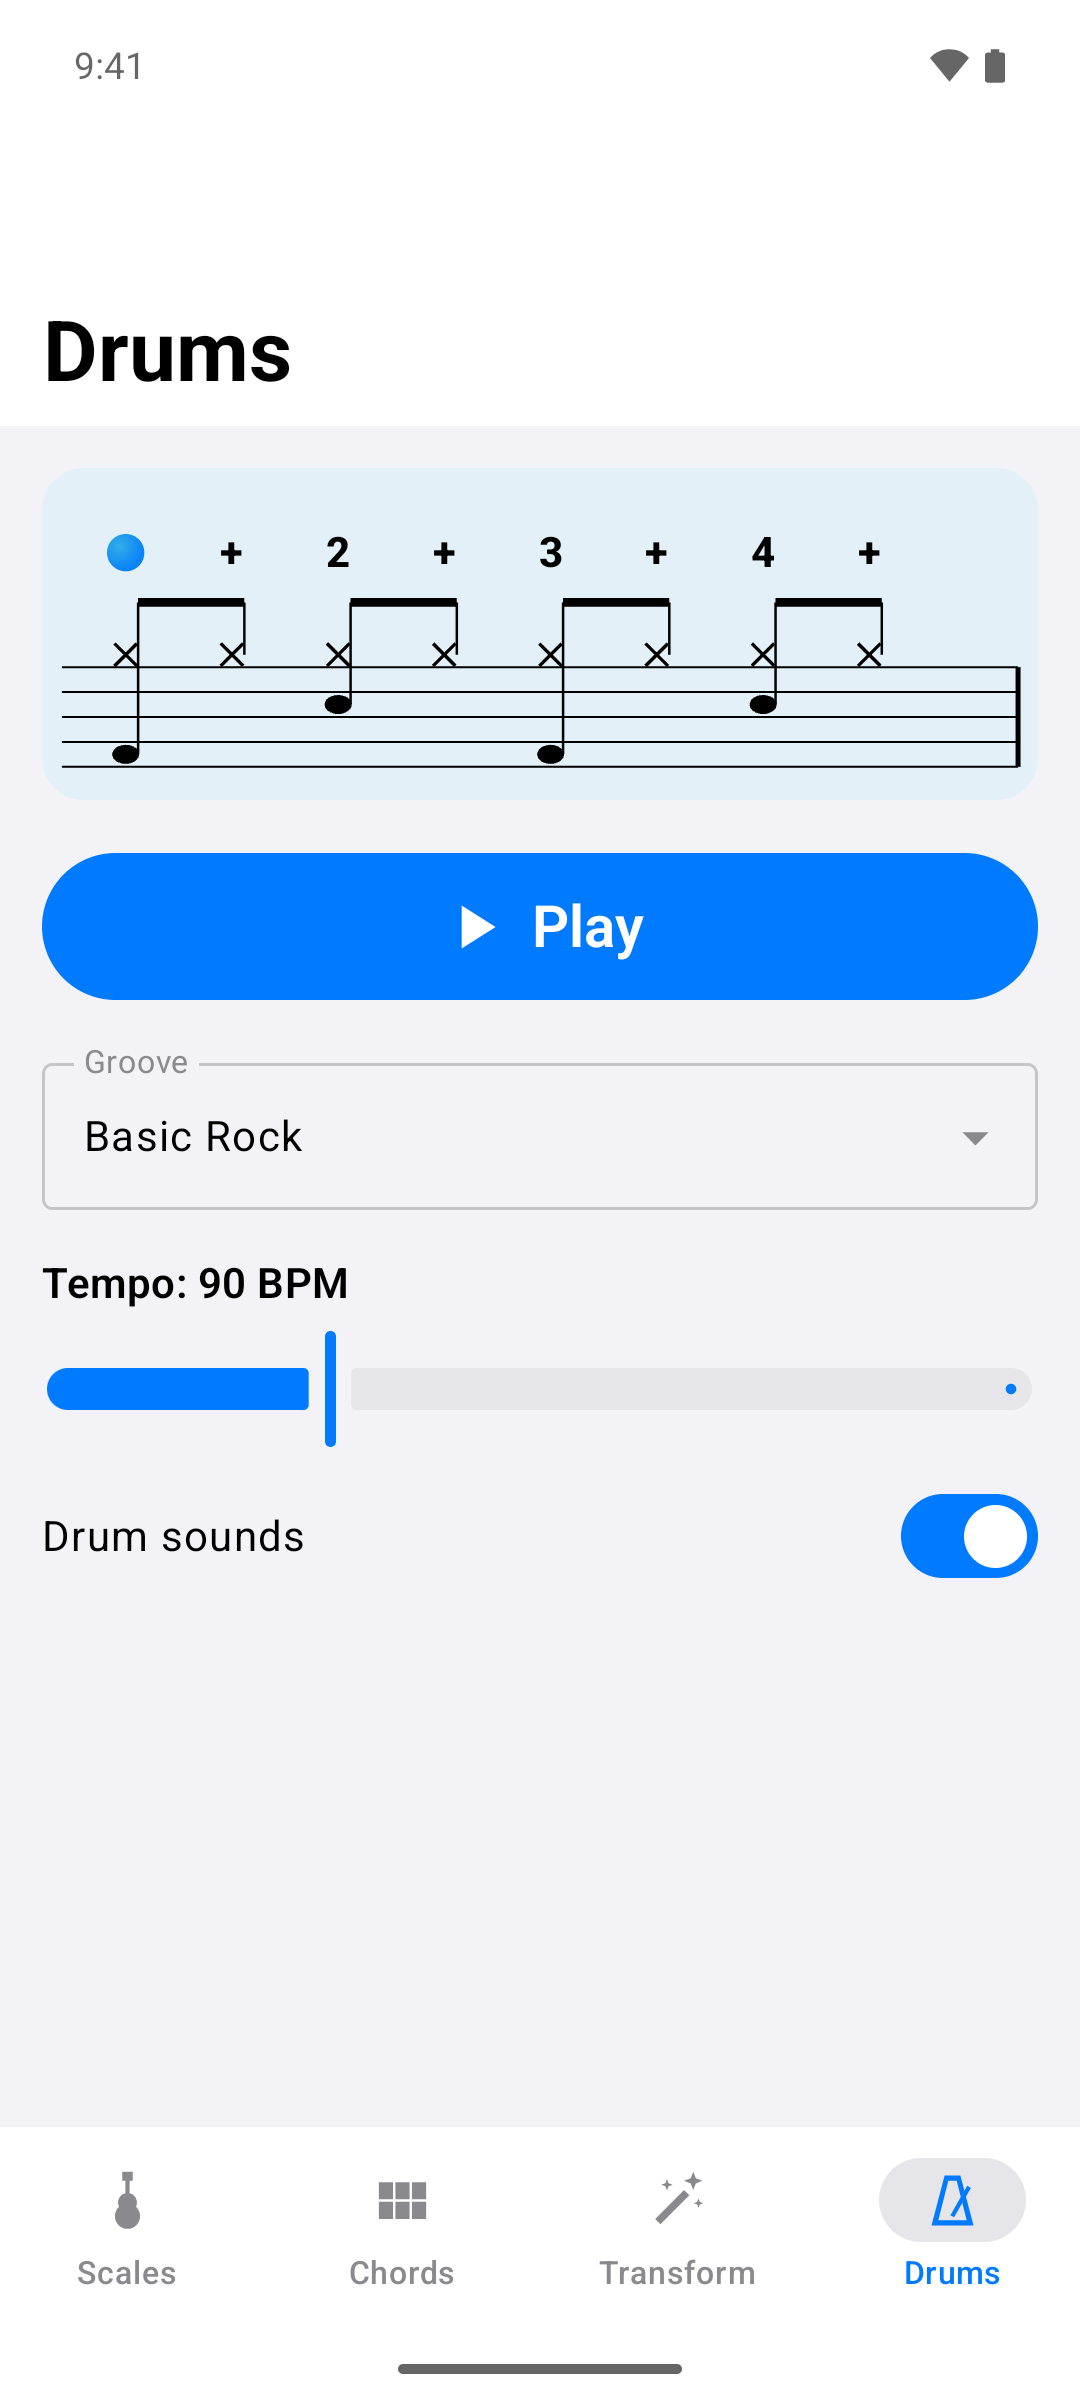 9:41
Drums
+ 2 + 3 + 4 +
Play
Groove
Basic Rock
Tempo: 90 BPM
Drum sounds
Scales Chords Transform Drums